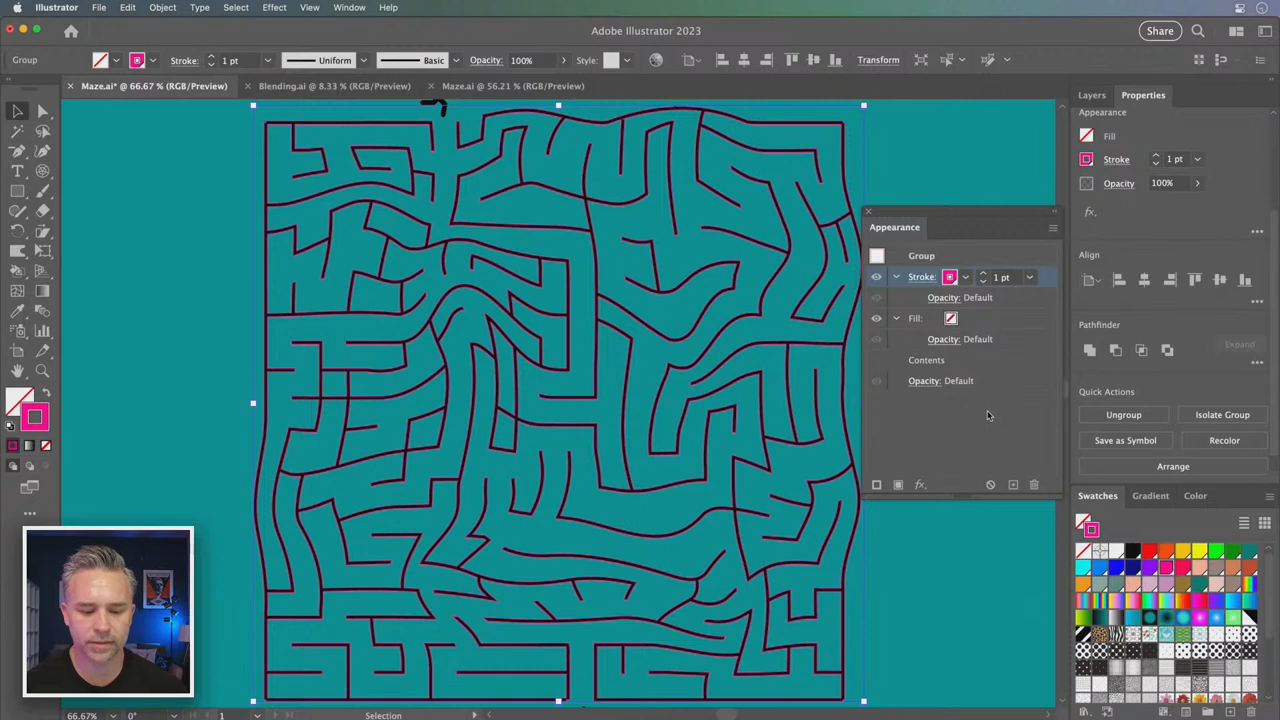 Illustrator File Edit Object Type Select Effect View Window Help
Adobe Illustrator 2023
Share
Group Stroke: 1 pt Uniform Basic Opacity: 100% Style: Transform
Maze.ai* @ 66.67 % (RGB/Preview) Blending.ai @ 8.33 % (RGB/Preview) Maze.ai @ 56.21 % (RGB/Preview)
Layers Properties
Appearance
Fill
Stroke 1 pt
Opacity 100%
fx.
Align:
Pathfinder:
Expand
Quick Actions
Ungroup Isolate Group
Save as Symbol Recolor
Arrange
Appearance
Group
Stroke: 1 pt
Opacity: Default
Fill:
Opacity: Default
Contents
Opacity: Default
fx.
Swatches Gradient Color
66.67% 0° 1 Selection